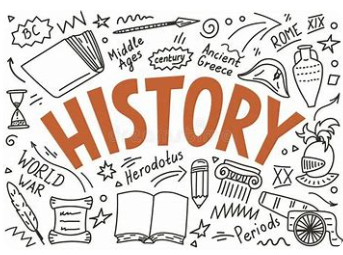 BC
Middle
Ages
century
Ancient
Greece
ROME XIX
HISTORY
WORLD
WAR
Herodotus
XX
Periods